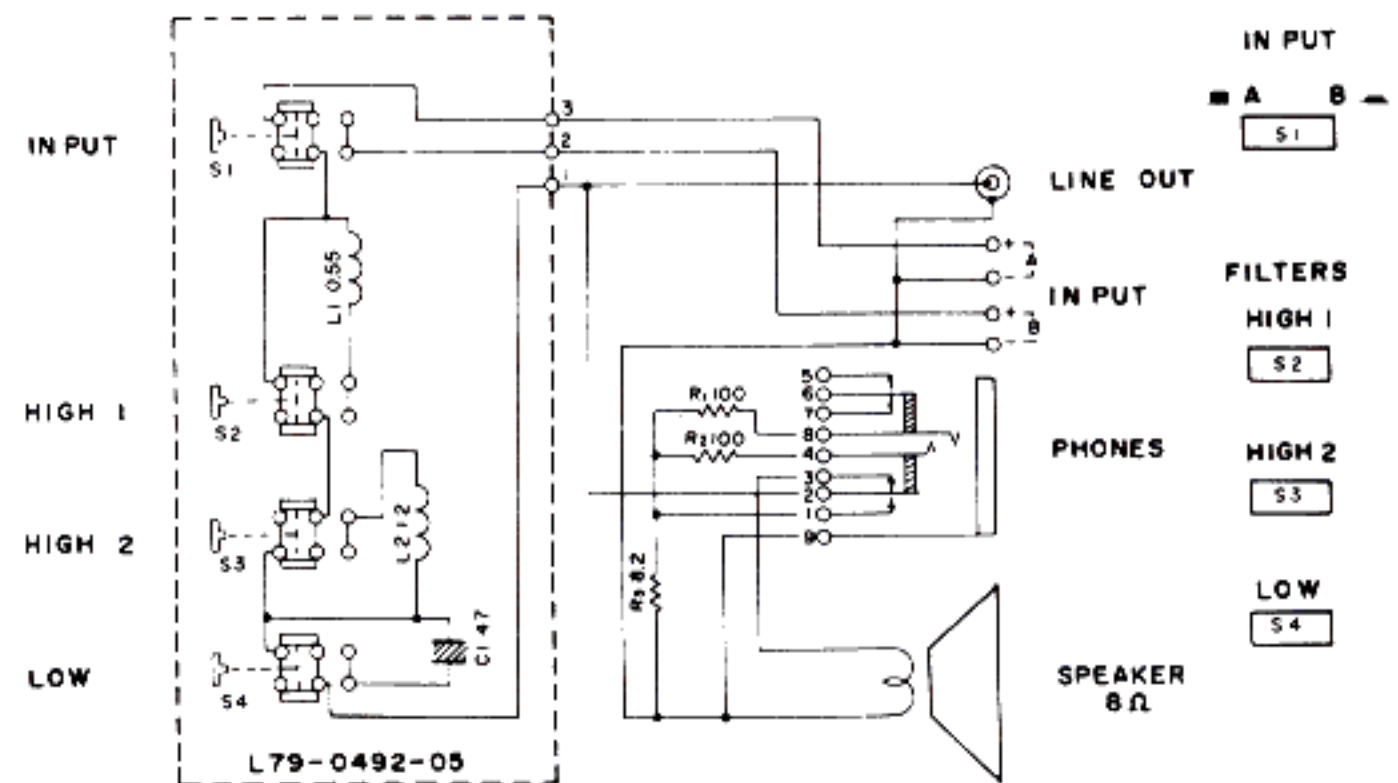 IN PUT
S1
HIGH 1
S2
HIGH 2
S3
LOW
S4
L1 0.55
L2 1.2
C1 47
L79-0492-05
3
2
1
LINE OUT
+
-
A
IN PUT
+
-
B
R1 100
R2 100
R3 8.2
5
6
7
8
4
3
2
1
9
PHONES
SPEAKER
8Ω
IN PUT
A B
S1
FILTERS
HIGH 1
S2
HIGH 2
S3
LOW
S4